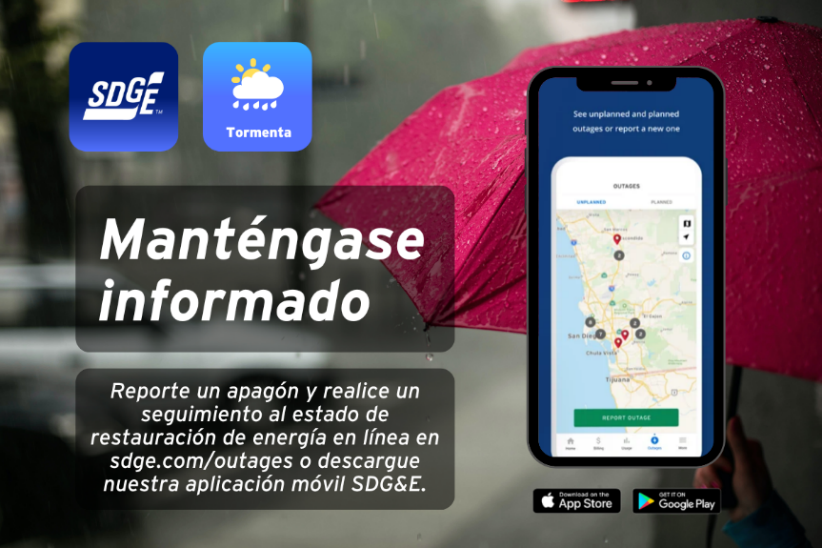 SDGE™
Tormenta
Manténgase
informado
Reporte un apagón y realice un
seguimiento al estado de
restauración de energía en línea en
sdge.com/outages o descargue
nuestra aplicación móvil SDG&E.
See unplanned and planned
outages or report a new one
OUTAGES
UNPLANNED PLANNED
Escondido
El Cajon
San Diego
Chula Vista
Tijuana
REPORT OUTAGE
Home Billing Usage Outages More
Download on the
App Store
GET IT ON
Google Play